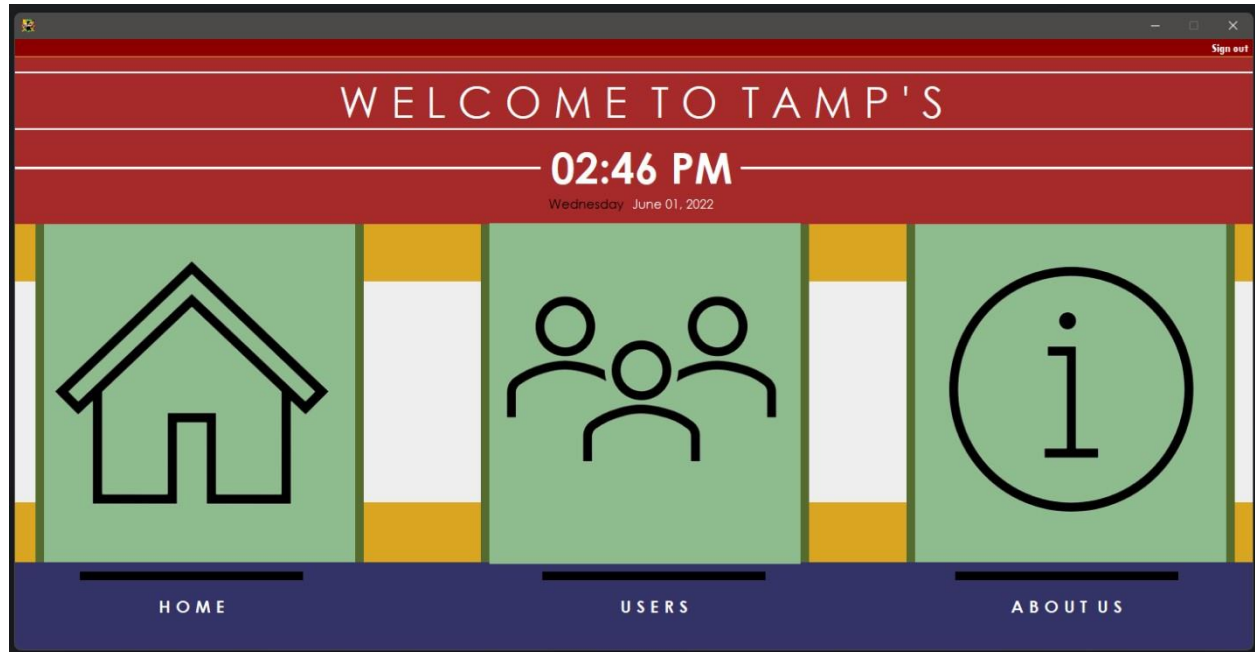 Sign out
WELCOME TO TAMP'S
02:46 PM
Wednesday June 01, 2022
HOME
USERS
ABOUT US